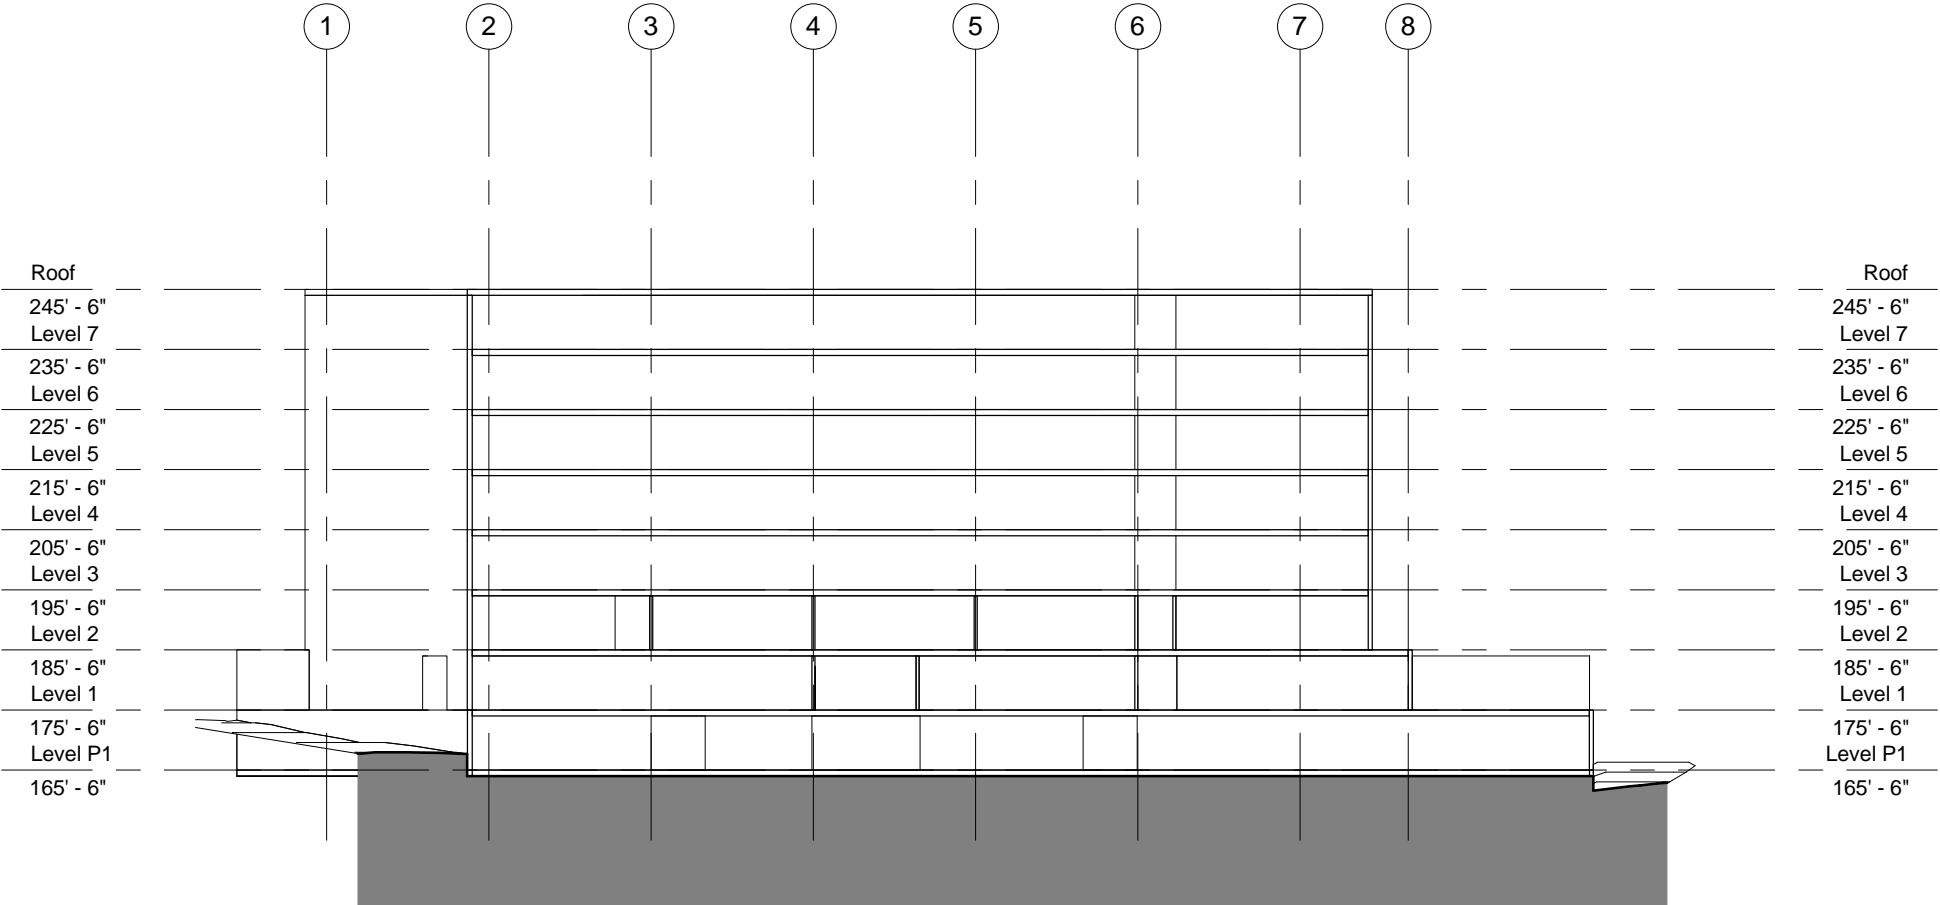 1 2 3 4 5 6 7 8
Roof Roof
245' - 6" 245' - 6"
Level 7 Level 7
235' - 6" 235' - 6"
Level 6 Level 6
225' - 6" 225' - 6"
Level 5 Level 5
215' - 6" 215' - 6"
Level 4 Level 4
205' - 6" 205' - 6"
Level 3 Level 3
195' - 6" 195' - 6"
Level 2 Level 2
185' - 6" 185' - 6"
Level 1 Level 1
175' - 6" 175' - 6"
Level P1 Level P1
165' - 6" 165' - 6"